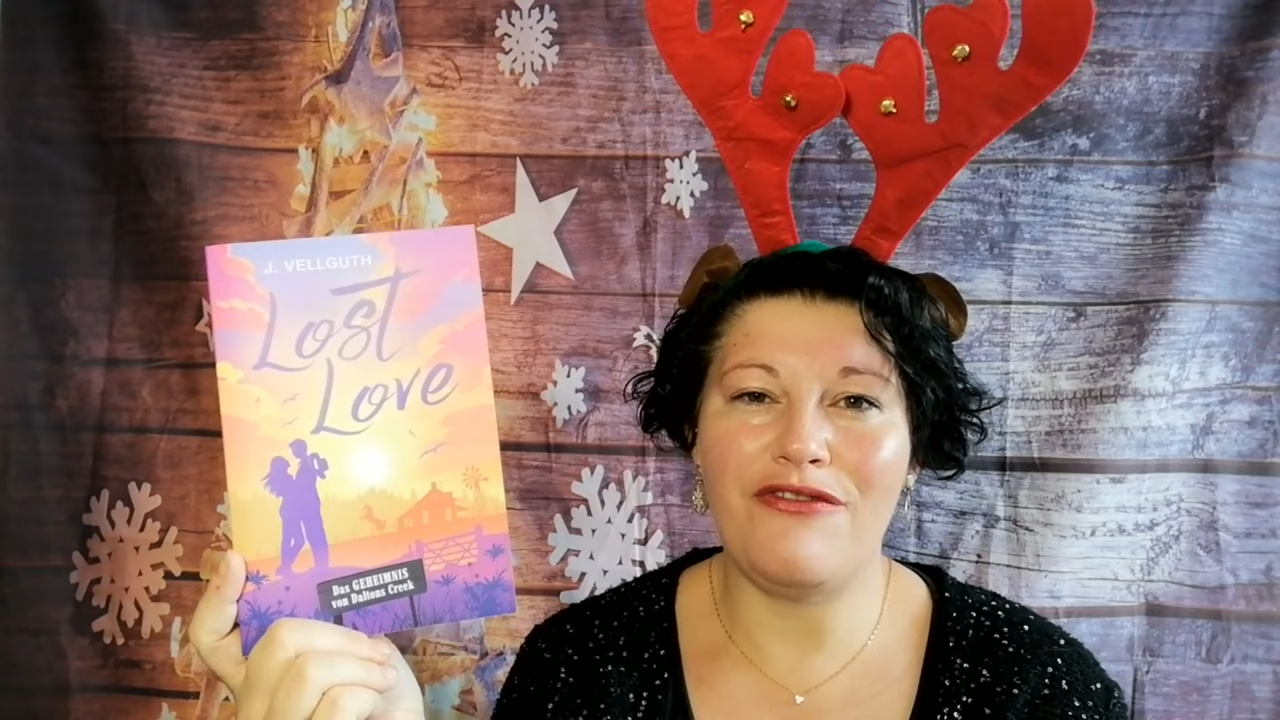 J. VELLGUTH
Lost
Love
Das GEHEIMNIS
von Daltons Creek